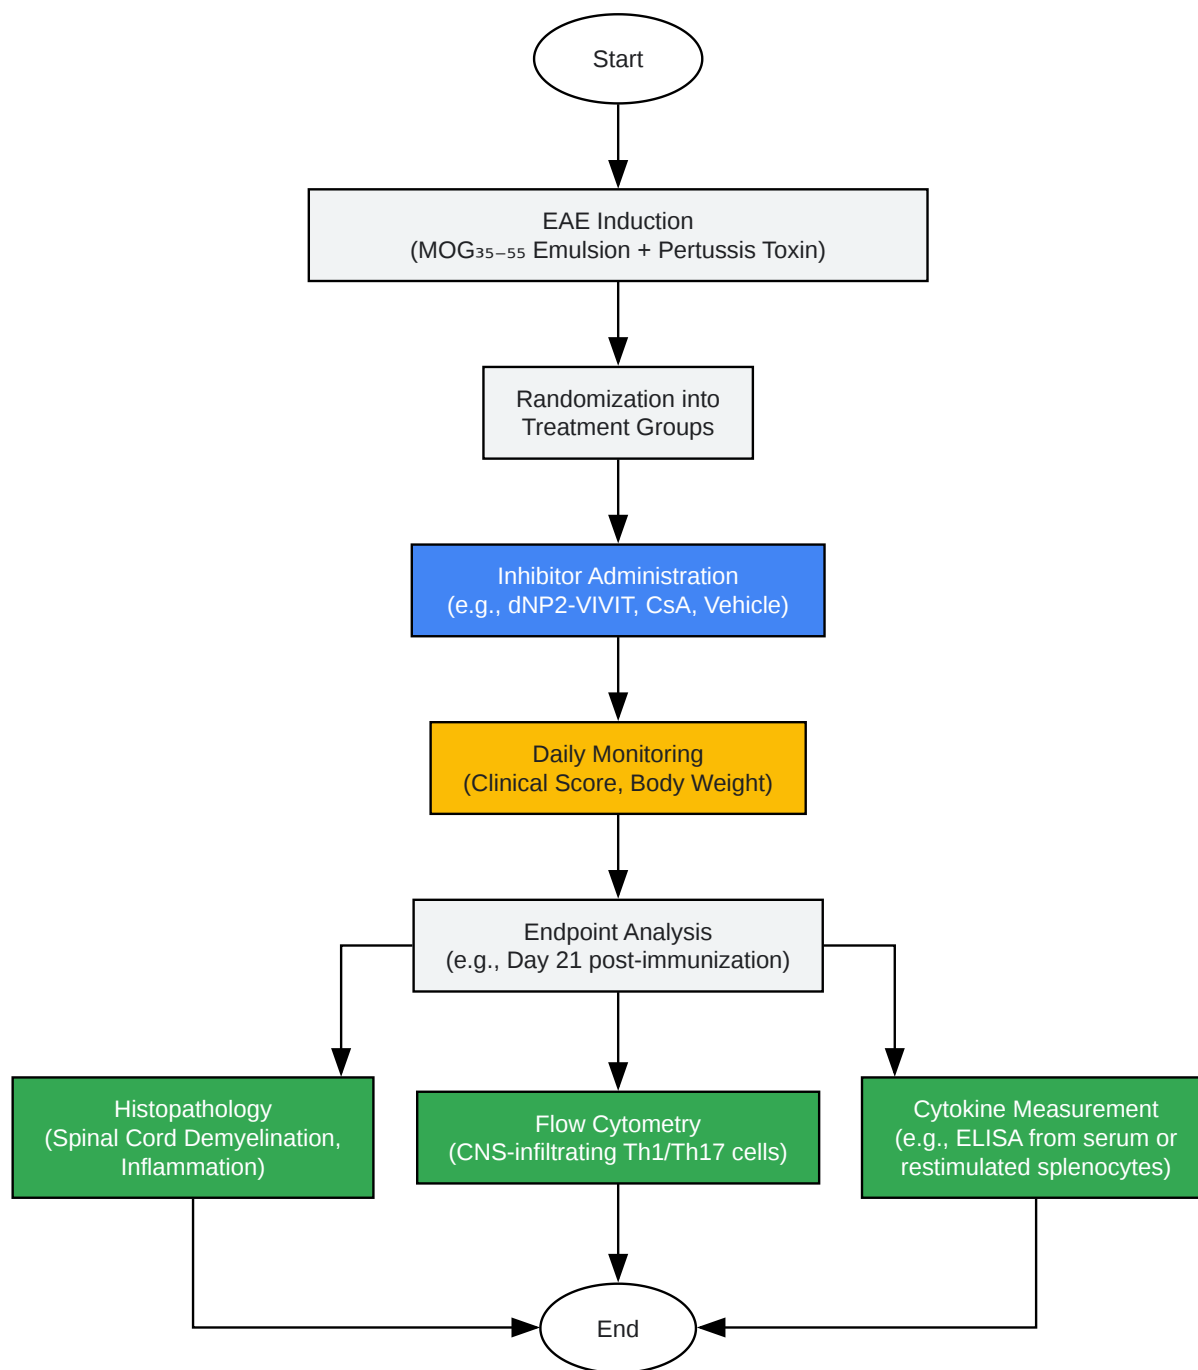 Start
EAE Induction
(MOG₃₅₋₅₅ Emulsion + Pertussis Toxin)
Randomization into
Treatment Groups
Inhibitor Administration
(e.g., dNP2-VIVIT, CsA, Vehicle)
Daily Monitoring
(Clinical Score, Body Weight)
Endpoint Analysis
(e.g., Day 21 post-immunization)
Histopathology
(Spinal Cord Demyelination,
Inflammation)
Flow Cytometry
(CNS-infiltrating Th1/Th17 cells)
Cytokine Measurement
(e.g., ELISA from serum or
restimulated splenocytes)
End